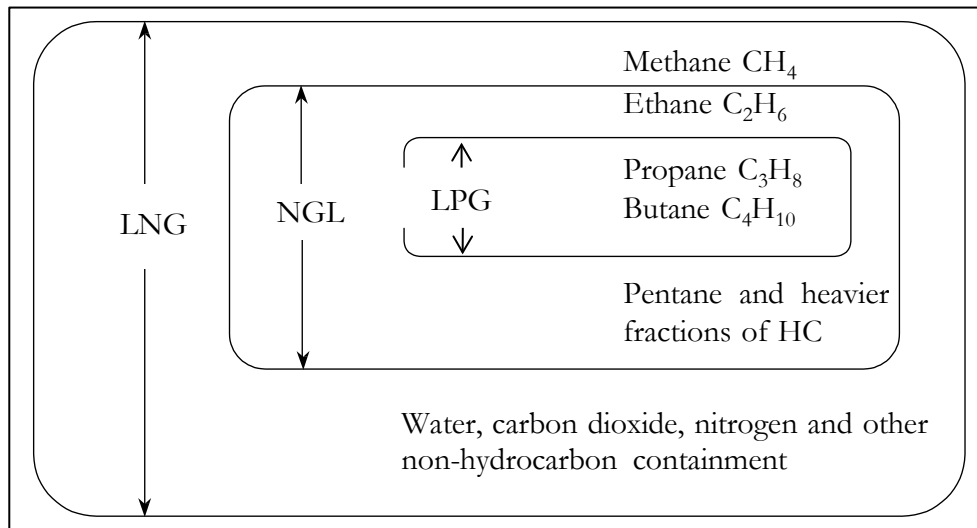 Methane CH₄
Ethane C₂H₆
Propane C₃H₈
LPG
NGL
Butane C₄H₁₀
LNG
Pentane and heavier
fractions of HC
Water, carbon dioxide, nitrogen and other
non-hydrocarbon containment